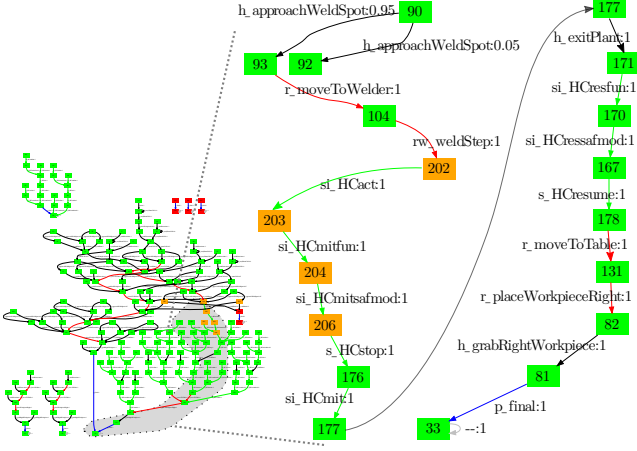 90
h_approachWeldSpot:0.95
h_approachWeldSpot:0.05
93
92
r_moveToWelder:1
104
rw_weldStep:1
202
si_HCact:1
203
si_HCmitfun:1
204
si_HCmitsafmod:1
206
s_HCstop:1
176
si_HCmit:1
177
177
h_exitPlant:1
171
si_HCresfun:1
170
si_HCressafmod:1
167
s_HCresume:1
178
r_moveToTable:1
131
r_placeWorkpieceRight:1
82
h_grabRightWorkpiece:1
81
p_final:1
33
--:1